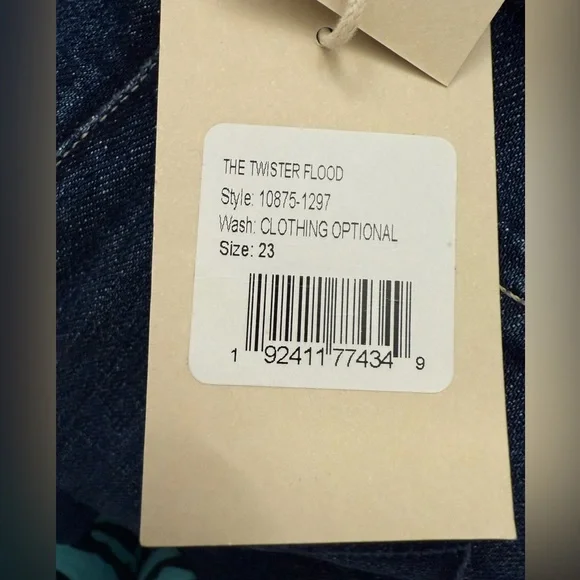 THE TWISTER FLOOD
Style: 10875-1297
Wash: CLOTHING OPTIONAL
Size: 23
1 92411 77434 9